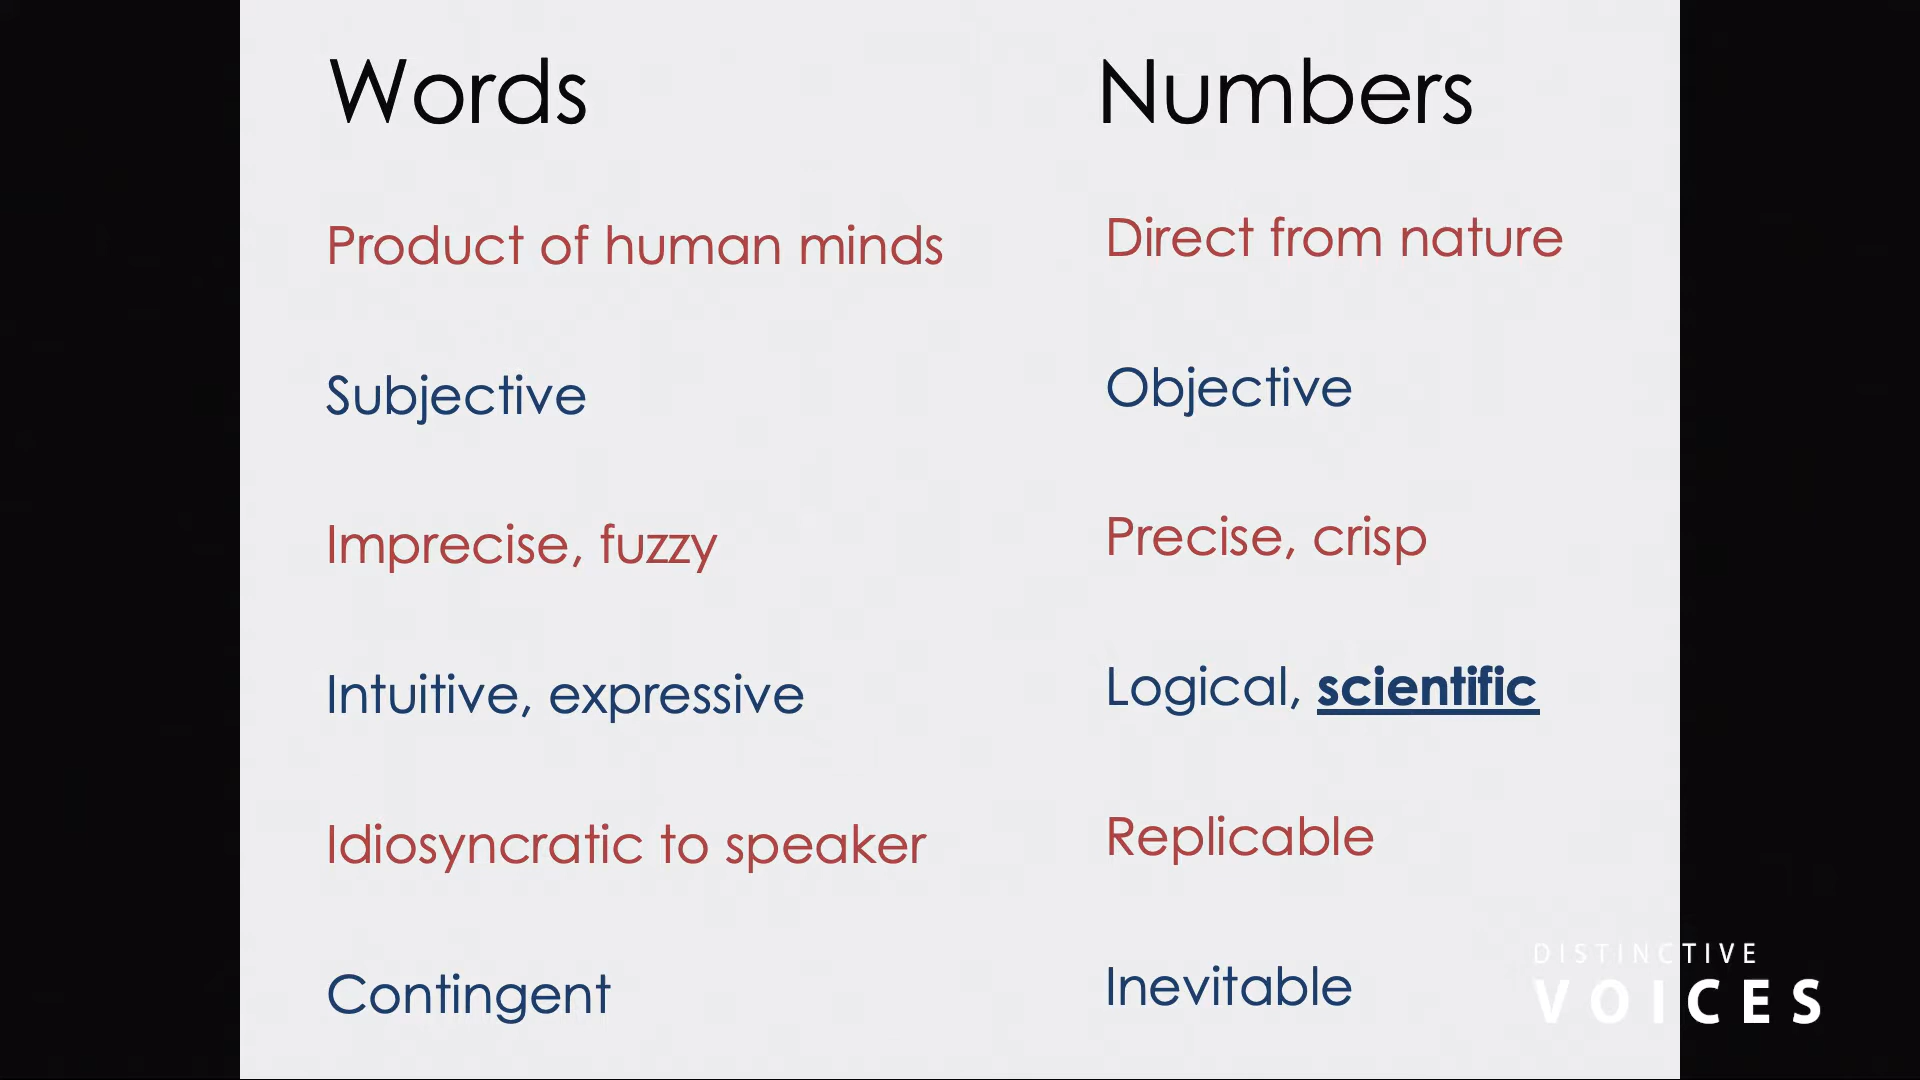 Words
Numbers
Product of human minds
Direct from nature
Subjective
Objective
Imprecise, fuzzy
Precise, crisp
Intuitive, expressive
Logical, scientific
Idiosyncratic to speaker
Replicable
Contingent
Inevitable
DISTINCTIVE
VOICES